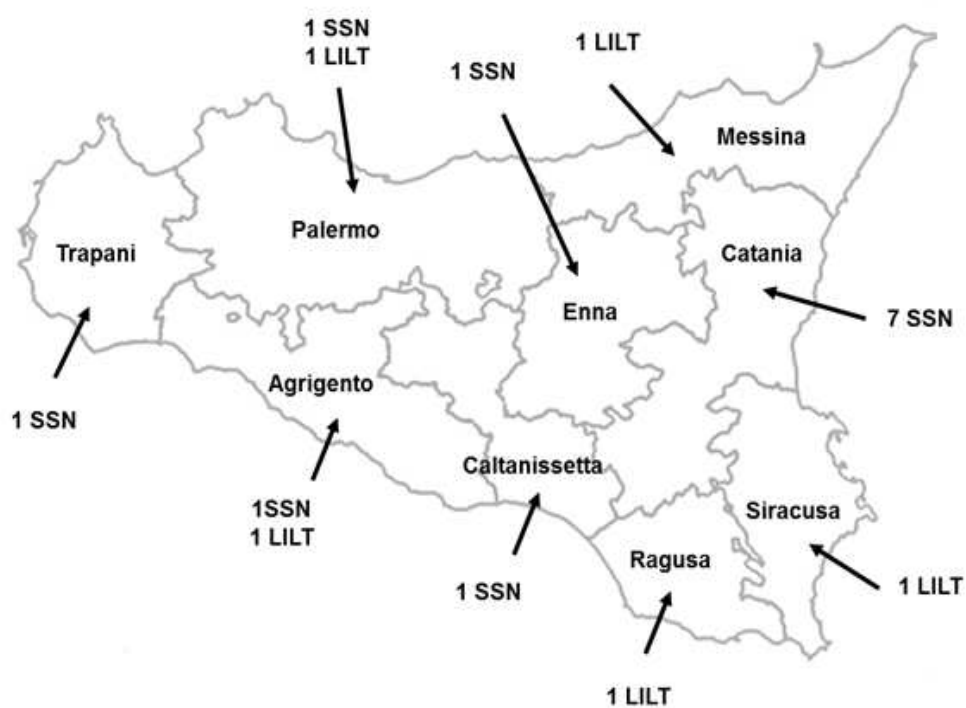 1 SSN
1 LILT
1 LILT
1 SSN
Messina
Palermo
Trapani
Catania
Enna
7 SSN
Agrigento
1 SSN
Caltanissetta
1SSN
1 LILT
Siracusa
Ragusa
1 SSN
1 LILT
1 LILT